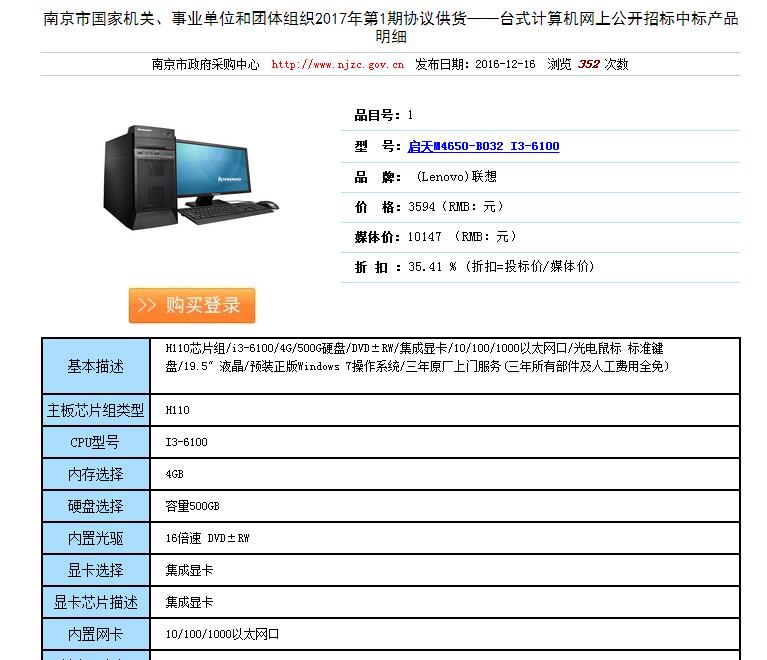 南京市国家机关、事业单位和团体组织2017年第1期协议供货——台式计算机网上公开招标中标产品
明细
南京市政府采购中心 http://www.njzc.gov.cn 发布日期：2016-12-16 浏览 352 次数
品目号：1
型 号：启天M4650-B032 I3-6100
品 牌： (Lenovo)联想
价 格：3594（RMB：元）
媒体价：10147 （RMB：元）
折 扣 ：35.41 % (折扣=投标价/媒体价)
lenovo
>> 购买登录
基本描述 H110芯片组/i3-6100/4G/500G硬盘/DVD±RW/集成显卡/10/100/1000以太网口/光电鼠标 标准键
盘/19.5″液晶/预装正版Windows 7操作系统/三年原厂上门服务(三年所有部件及人工费用全免）
主板芯片组类型 H110
CPU型号 I3-6100
内存选择 4GB
硬盘选择 容量500GB
内置光驱 16倍速 DVD±RW
显卡选择 集成显卡
显卡芯片描述 集成显卡
内置网卡 10/100/1000以太网口